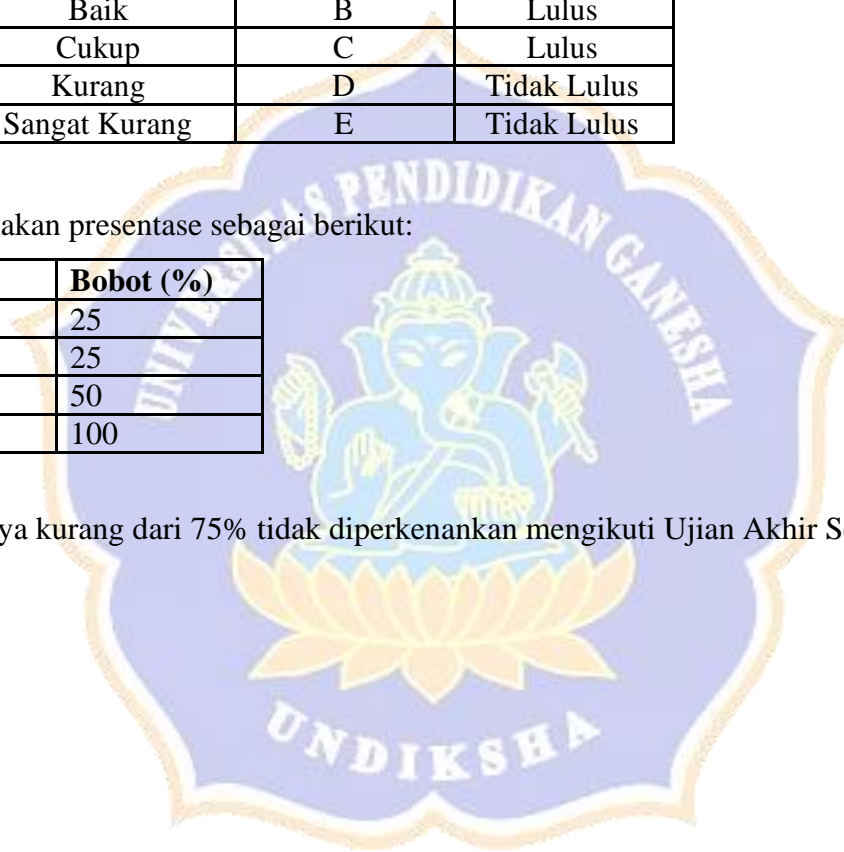 Baik B Lulus
Cukup C Lulus
Kurang D Tidak Lulus
Sangat Kurang E Tidak Lulus
UNIVERSITAS PENDIDIKAN GANESHA
akan presentase sebagai berikut:
Bobot (%)
25
25
50
100
ya kurang dari 75% tidak diperkenankan mengikuti Ujian Akhir S
UNDIKSHA